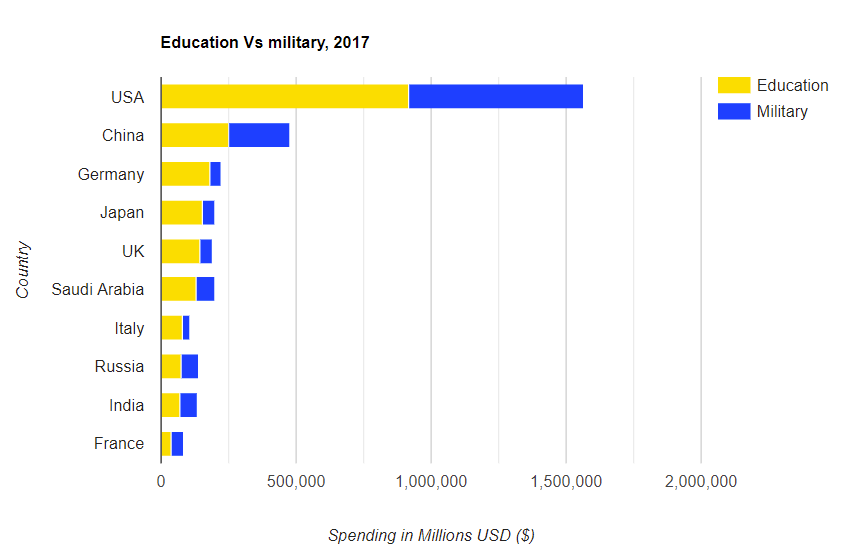 Education Vs military, 2017
Education
Military
Country
USA
China
Germany
Japan
UK
Saudi Arabia
Italy
Russia
India
France
0 500,000 1,000,000 1,500,000 2,000,000
Spending in Millions USD ($)